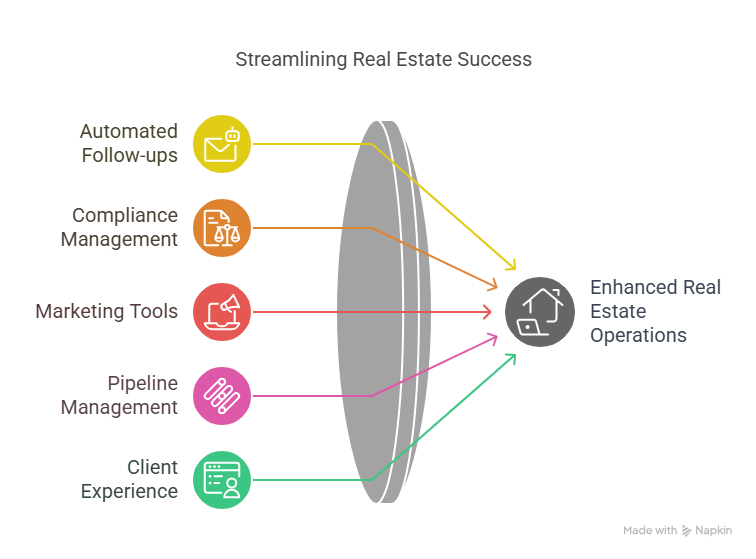 Streamlining Real Estate Success
Automated
Follow-ups
Compliance
Management
Marketing Tools
Pipeline
Management
Client
Experience
Enhanced Real
Estate
Operations
Made with Napkin